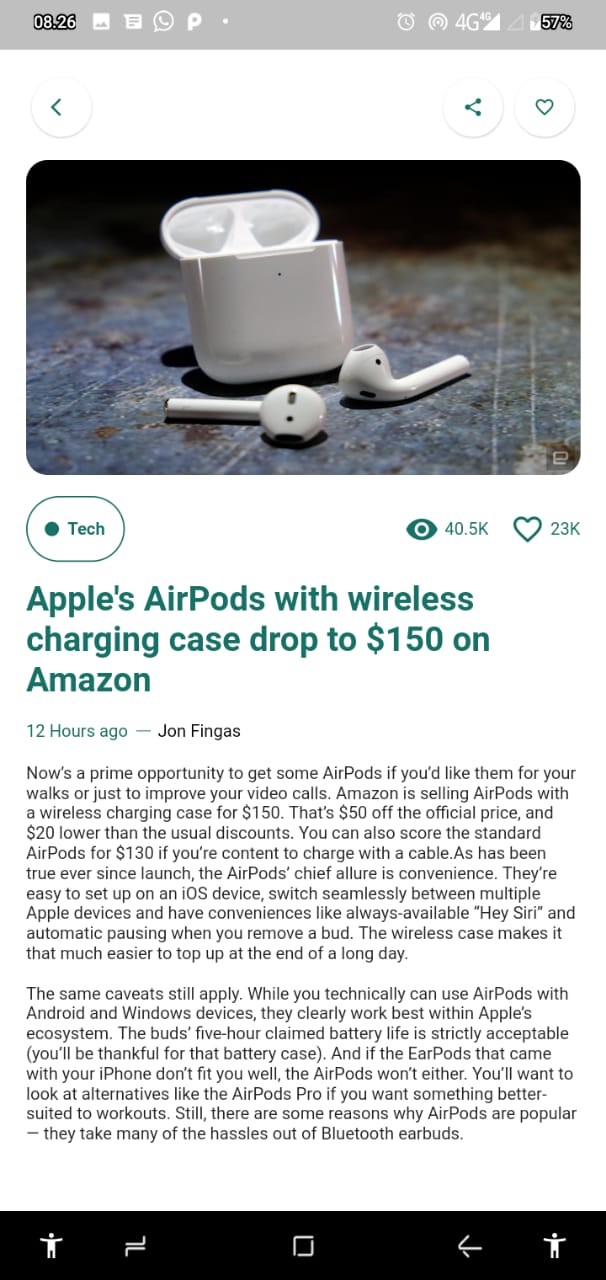 08.26
4G 4G 57%
Tech
40.5K
23K
Apple's AirPods with wireless
charging case drop to $150 on
Amazon
12 Hours ago — Jon Fingas
Now's a prime opportunity to get some AirPods if you'd like them for your
walks or just to improve your video calls. Amazon is selling AirPods with
a wireless charging case for $150. That's $50 off the official price, and
$20 lower than the usual discounts. You can also score the standard
AirPods for $130 if you're content to charge with a cable.As has been
true ever since launch, the AirPods' chief allure is convenience. They're
easy to set up on an iOS device, switch seamlessly between multiple
Apple devices and have conveniences like always-available “Hey Siri” and
automatic pausing when you remove a bud. The wireless case makes it
that much easier to top up at the end of a long day.
The same caveats still apply. While you technically can use AirPods with
Android and Windows devices, they clearly work best within Apple's
ecosystem. The buds' five-hour claimed battery life is strictly acceptable
(you'll be thankful for that battery case). And if the EarPods that came
with your iPhone don't fit you well, the AirPods won't either. You'll want to
look at alternatives like the AirPods Pro if you want something better-
suited to workouts. Still, there are some reasons why AirPods are popular
— they take many of the hassles out of Bluetooth earbuds.